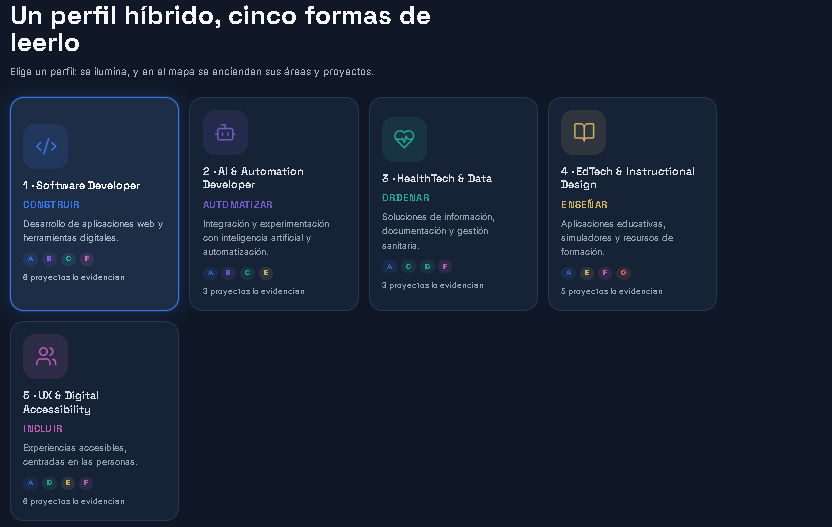 Un perfil híbrido, cinco formas de
leerlo
Elige un perfil: se ilumina, y en el mapa se encienden sus áreas y proyectos.
1 · Software Developer
CONSTRUIR
Desarrollo de aplicaciones web y
herramientas digitales.
A B C F
6 proyectos la evidencian
2 · AI & Automation
Developer
AUTOMATIZAR
Integración y experimentación
con inteligencia artificial y
automatización.
A B C E
3 proyectos la evidencian
3 · HealthTech & Data
ORDENAR
Soluciones de información,
documentación y gestión
sanitaria.
A C D F
3 proyectos la evidencian
4 · EdTech & Instructional
Design
ENSEÑAR
Aplicaciones educativas,
simuladores y recursos de
formación.
A E F G
5 proyectos la evidencian
5 · UX & Digital
Accessibility
INCLUIR
Experiencias accesibles,
centradas en las personas.
A D E F
6 proyectos la evidencian